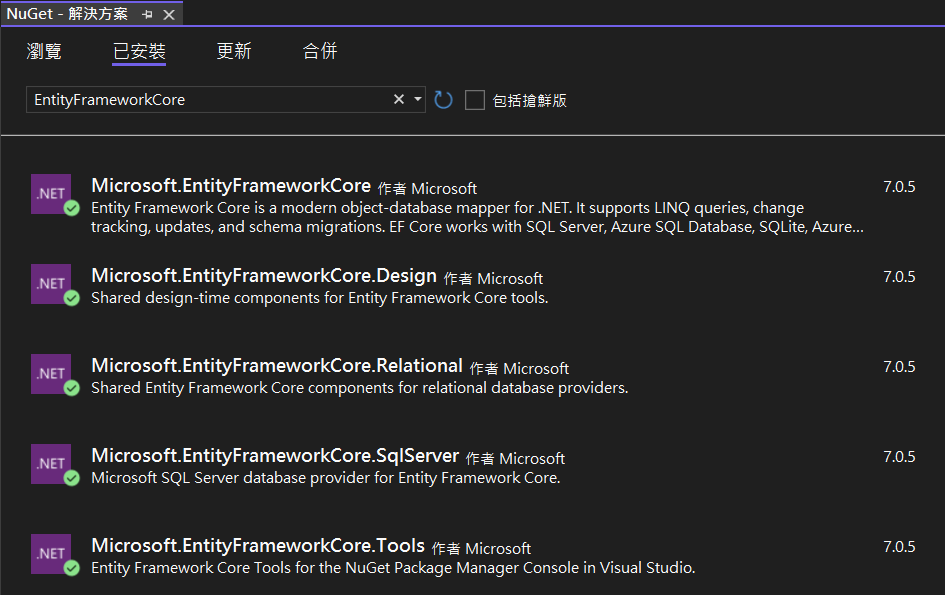 NuGet - 解決方案
瀏覽 已安裝 更新 合併
EntityFrameworkCore 包括搶鮮版
.NET Microsoft.EntityFrameworkCore 作者 Microsoft 7.0.5
Entity Framework Core is a modern object-database mapper for .NET. It supports LINQ queries, change
tracking, updates, and schema migrations. EF Core works with SQL Server, Azure SQL Database, SQLite, Azure...
.NET Microsoft.EntityFrameworkCore.Design 作者 Microsoft 7.0.5
Shared design-time components for Entity Framework Core tools.
.NET Microsoft.EntityFrameworkCore.Relational 作者 Microsoft 7.0.5
Shared Entity Framework Core components for relational database providers.
.NET Microsoft.EntityFrameworkCore.SqlServer 作者 Microsoft 7.0.5
Microsoft SQL Server database provider for Entity Framework Core.
.NET Microsoft.EntityFrameworkCore.Tools 作者 Microsoft 7.0.5
Entity Framework Core Tools for the NuGet Package Manager Console in Visual Studio.